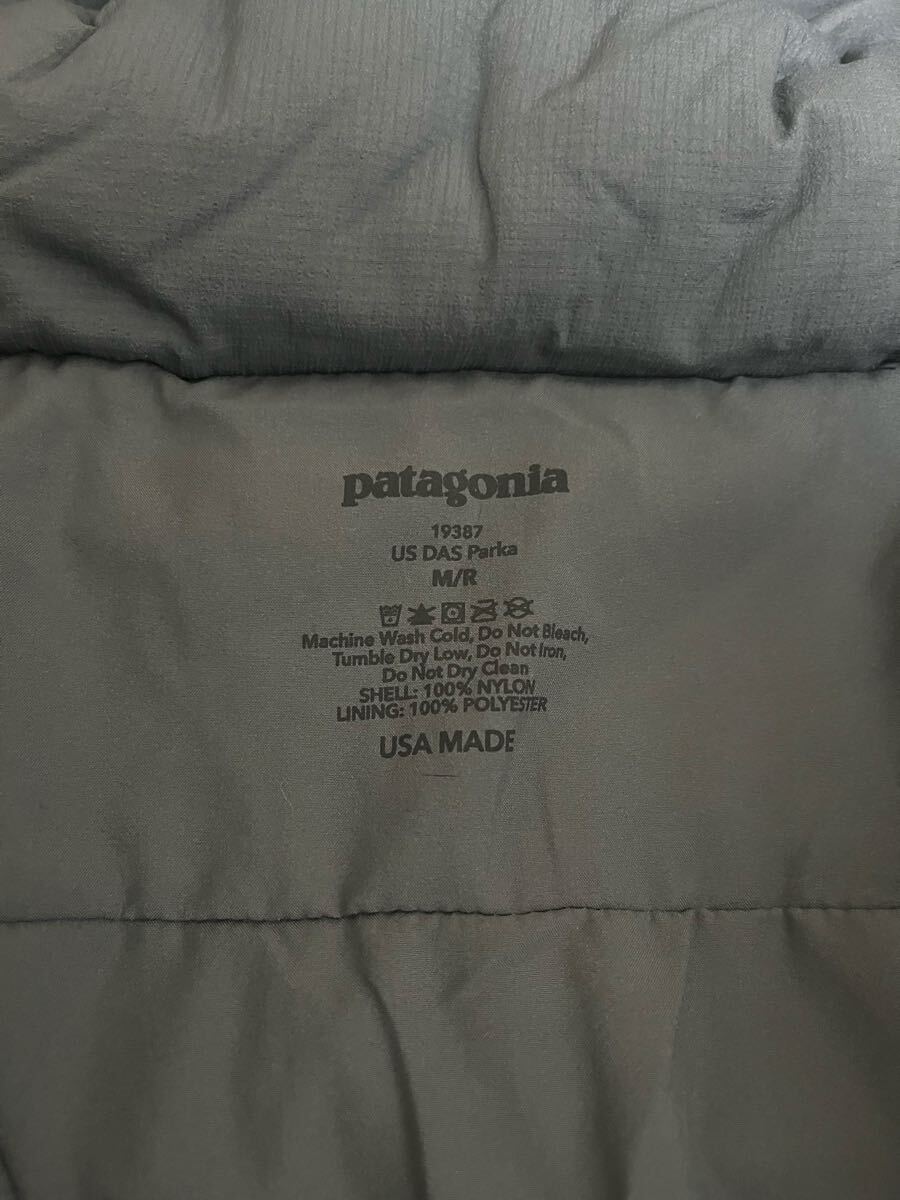 patagonia
19387
US DAS Parka
M/R
Machine Wash Cold, Do Not Bleach,
Tumble Dry Low, Do Not Iron,
Do Not Dry Clean
SHELL: 100% NYLON
LINING: 100% POLYESTER
USA MADE